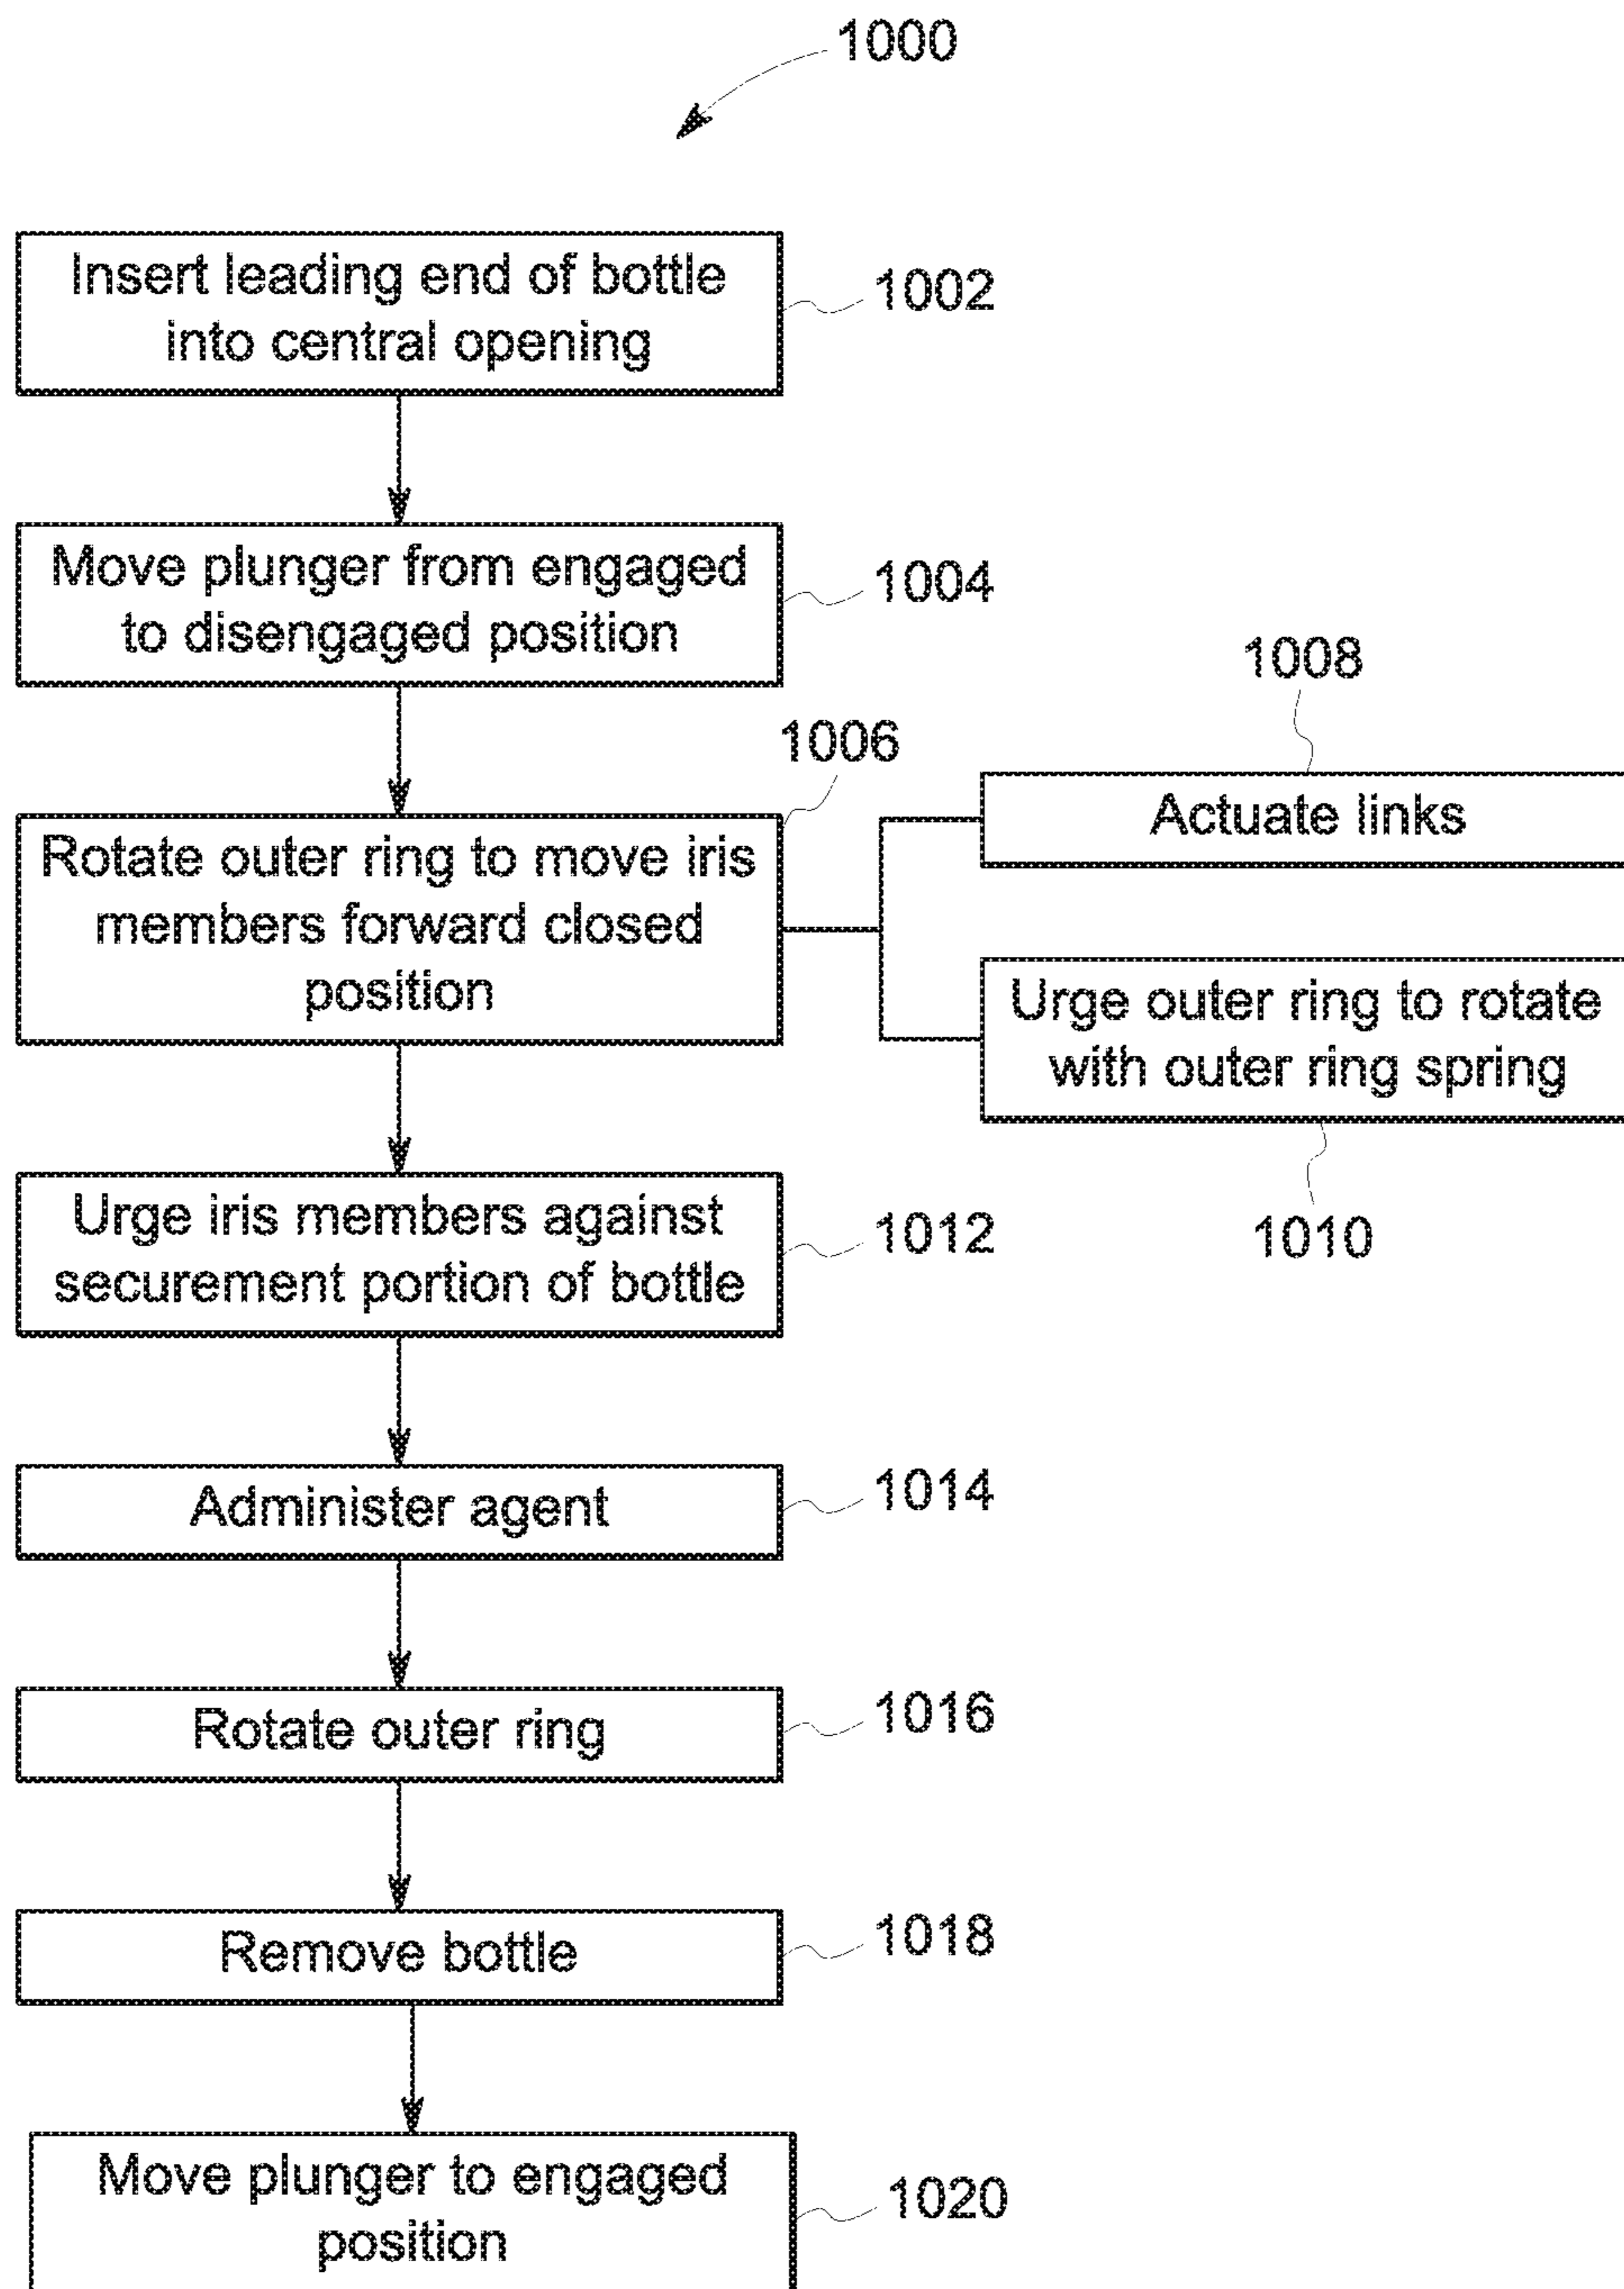 1000
Insert leading end of bottle
into central opening
1002
Move plunger from engaged
to disengaged position
1004
1006
Rotate outer ring to move iris
members forward closed
position
1008
Actuate links
Urge outer ring to rotate
with outer ring spring
1010
Urge iris members against
securement portion of bottle
1012
Administer agent
1014
Rotate outer ring
1016
Remove bottle
1018
Move plunger to engaged
position
1020